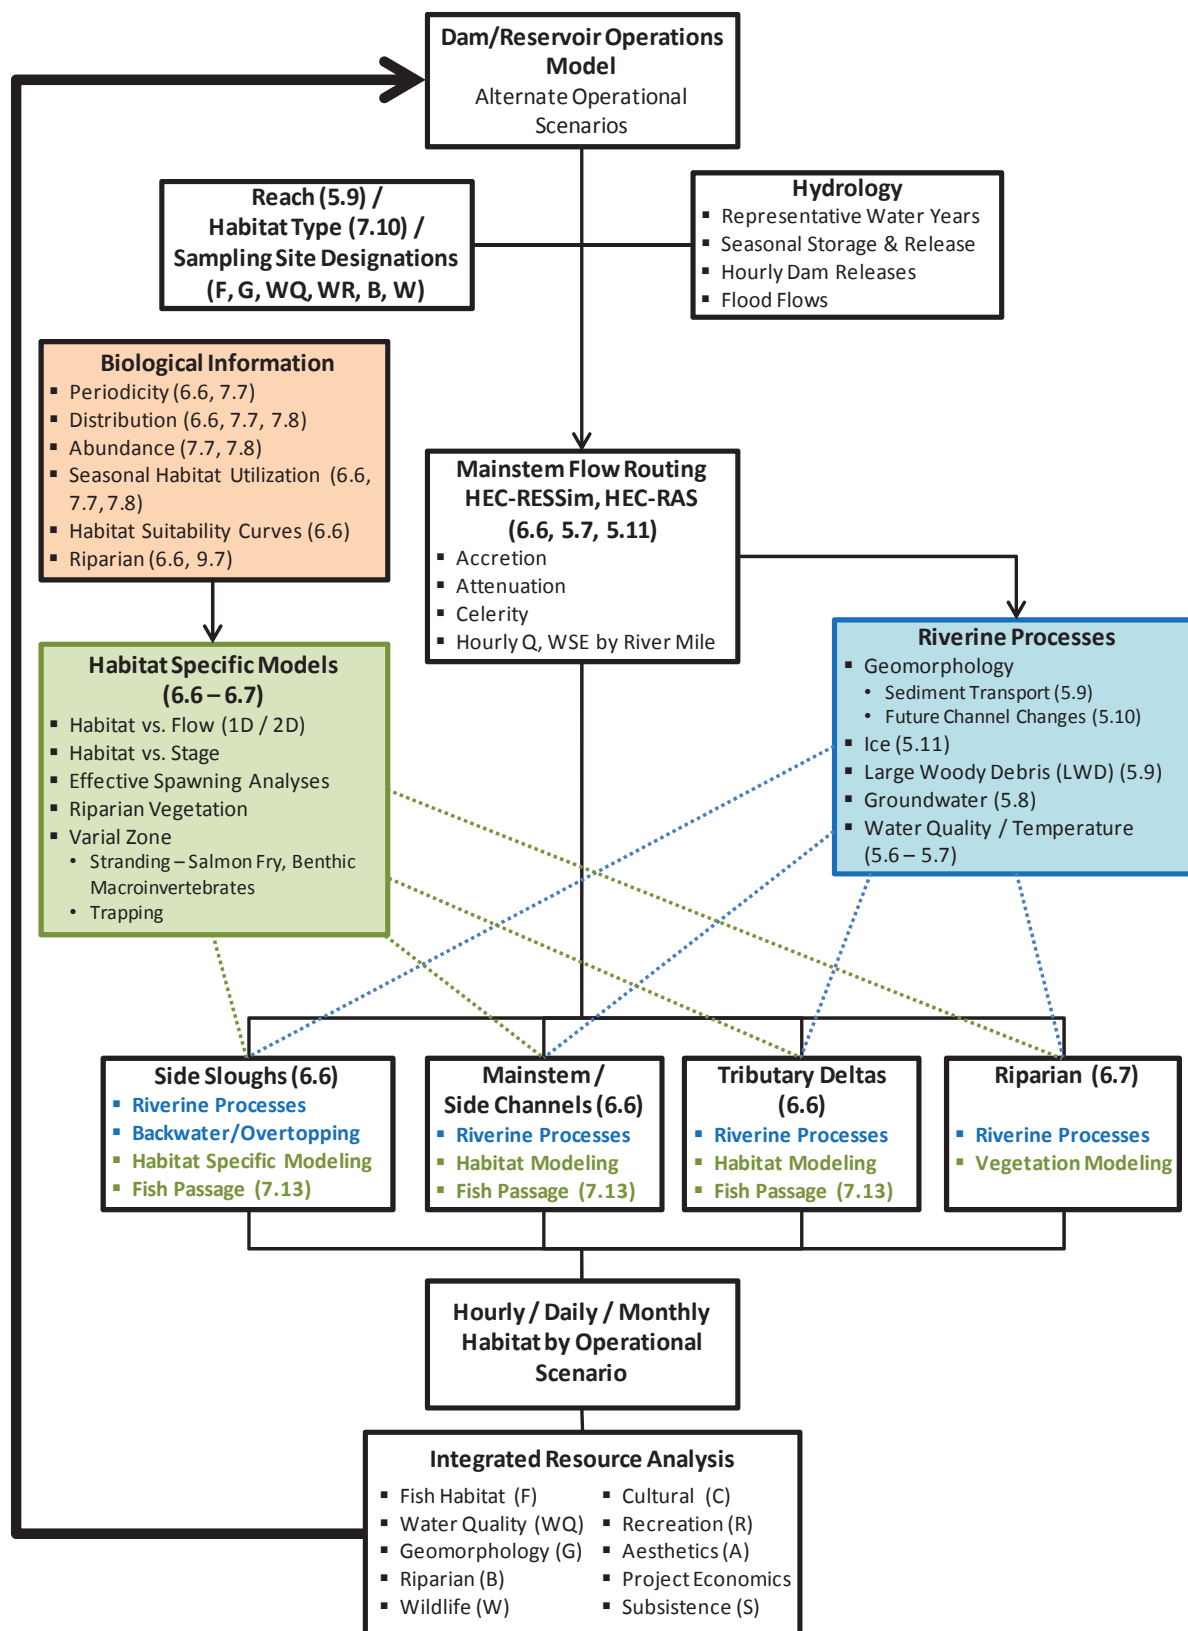 Dam/Reservoir Operations
Model
Alternate Operational
Scenarios
Reach (5.9) /
Habitat Type (7.10) /
Sampling Site Designations
(F, G, WQ, WR, B, W)
Hydrology
▪ Representative Water Years
▪ Seasonal Storage & Release
▪ Hourly Dam Releases
▪ Flood Flows
Biological Information
▪ Periodicity (6.6, 7.7)
▪ Distribution (6.6, 7.7, 7.8)
▪ Abundance (7.7, 7.8)
▪ Seasonal Habitat Utilization (6.6,
7.7, 7.8)
▪ Habitat Suitability Curves (6.6)
▪ Riparian (6.6, 9.7)
Mainstem Flow Routing
HEC-RESSim, HEC-RAS
(6.6, 5.7, 5.11)
▪ Accretion
▪ Attenuation
▪ Celerity
▪ Hourly Q, WSE by River Mile
Habitat Specific Models
(6.6 – 6.7)
▪ Habitat vs. Flow (1D / 2D)
▪ Habitat vs. Stage
▪ Effective Spawning Analyses
▪ Riparian Vegetation
▪ Varial Zone
• Stranding – Salmon Fry, Benthic
Macroinvertebrates
• Trapping
Riverine Processes
▪ Geomorphology
• Sediment Transport (5.9)
• Future Channel Changes (5.10)
▪ Ice (5.11)
▪ Large Woody Debris (LWD) (5.9)
▪ Groundwater (5.8)
▪ Water Quality / Temperature
(5.6 – 5.7)
Side Sloughs (6.6)
▪ Riverine Processes
▪ Backwater/Overtopping
▪ Habitat Specific Modeling
▪ Fish Passage (7.13)
Mainstem /
Side Channels (6.6)
▪ Riverine Processes
▪ Habitat Modeling
▪ Fish Passage (7.13)
Tributary Deltas
(6.6)
▪ Riverine Processes
▪ Habitat Modeling
▪ Fish Passage (7.13)
Riparian (6.7)
▪ Riverine Processes
▪ Vegetation Modeling
Hourly / Daily / Monthly
Habitat by Operational
Scenario
Integrated Resource Analysis
▪ Fish Habitat (F)
▪ Water Quality (WQ)
▪ Geomorphology (G)
▪ Riparian (B)
▪ Wildlife (W)
▪ Cultural (C)
▪ Recreation (R)
▪ Aesthetics (A)
▪ Project Economics
▪ Subsistence (S)